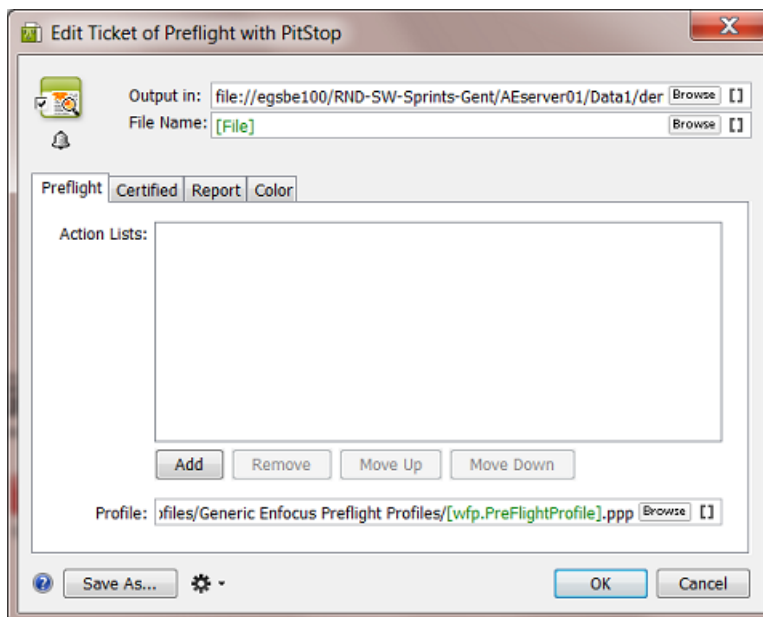 Edit Ticket of Preflight with PitStop
Output in: file://egsbe100/RND-SW-Sprints-Gent/AEserver01/Data1/der Browse []
File Name: [File] Browse []
Preflight Certified Report Color
Action Lists:
Add Remove Move Up Move Down
Profile: ofiles/Generic Enfocus Preflight Profiles/[wfp.PreFlightProfile].ppp Browse []
? Save As... OK Cancel